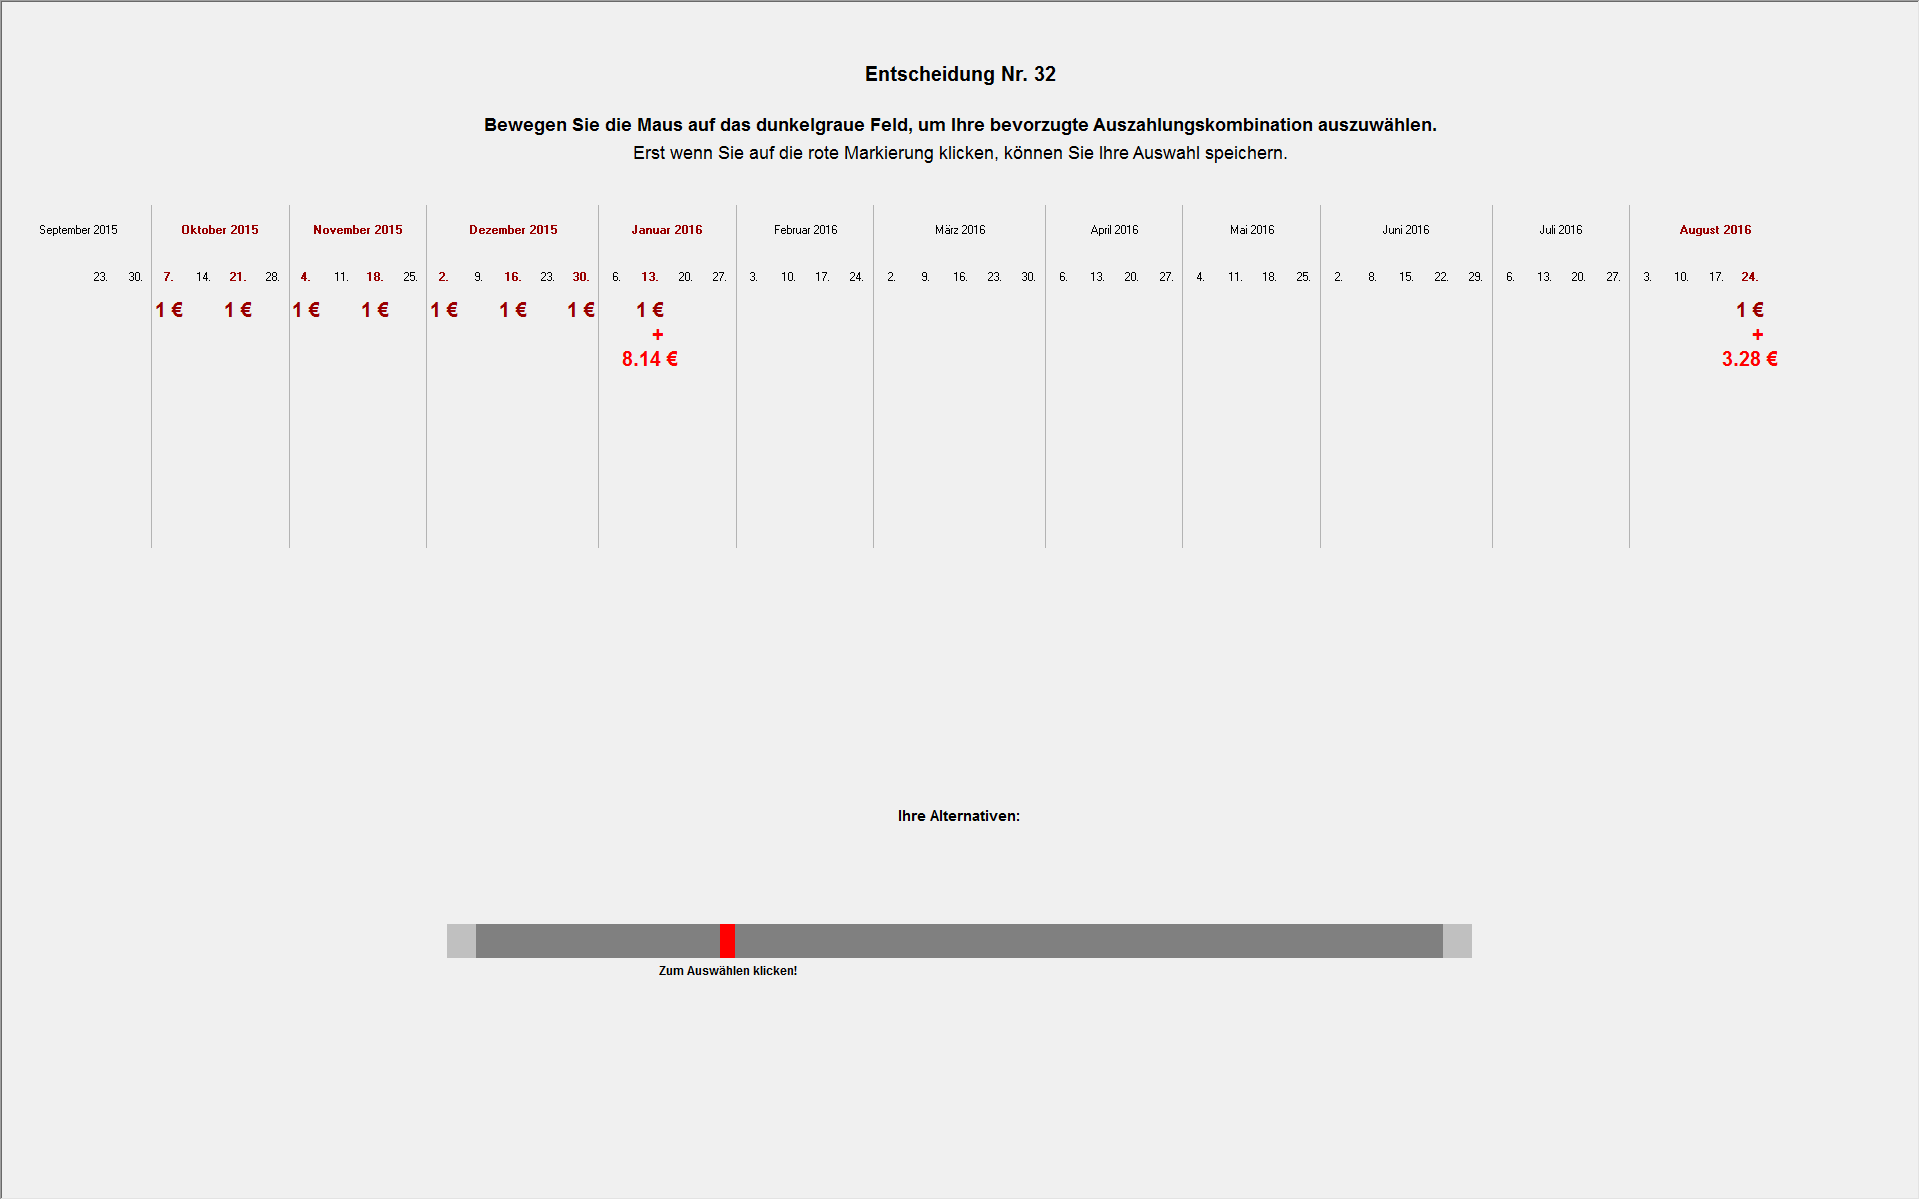 Entscheidung Nr. 32
Bewegen Sie die Maus auf das dunkelgraue Feld, um Ihre bevorzugte Auszahlungskombination auszuwählen.
Erst wenn Sie auf die rote Markierung klicken, können Sie Ihre Auswahl speichern.
September 2015 Oktober 2015 November 2015 Dezember 2015 Januar 2016 Februar 2016 März 2016 April 2016 Mai 2016 Juni 2016 Juli 2016 August 2016
23. 30. 7. 14. 21. 28. 4. 11. 18. 25. 2. 9. 16. 23. 30. 6. 13. 20. 27. 3. 10. 17. 24. 2. 9. 16. 23. 30. 6. 13. 20. 27. 4. 11. 18. 25. 2. 8. 15. 22. 29. 6. 13. 20. 27. 3. 10. 17. 24.
1 € 1 € 1 € 1 € 1 € 1 € 1 € 1 € 1 €
+ +
8.14 € 3.28 €
Ihre Alternativen:
Zum Auswählen klicken!